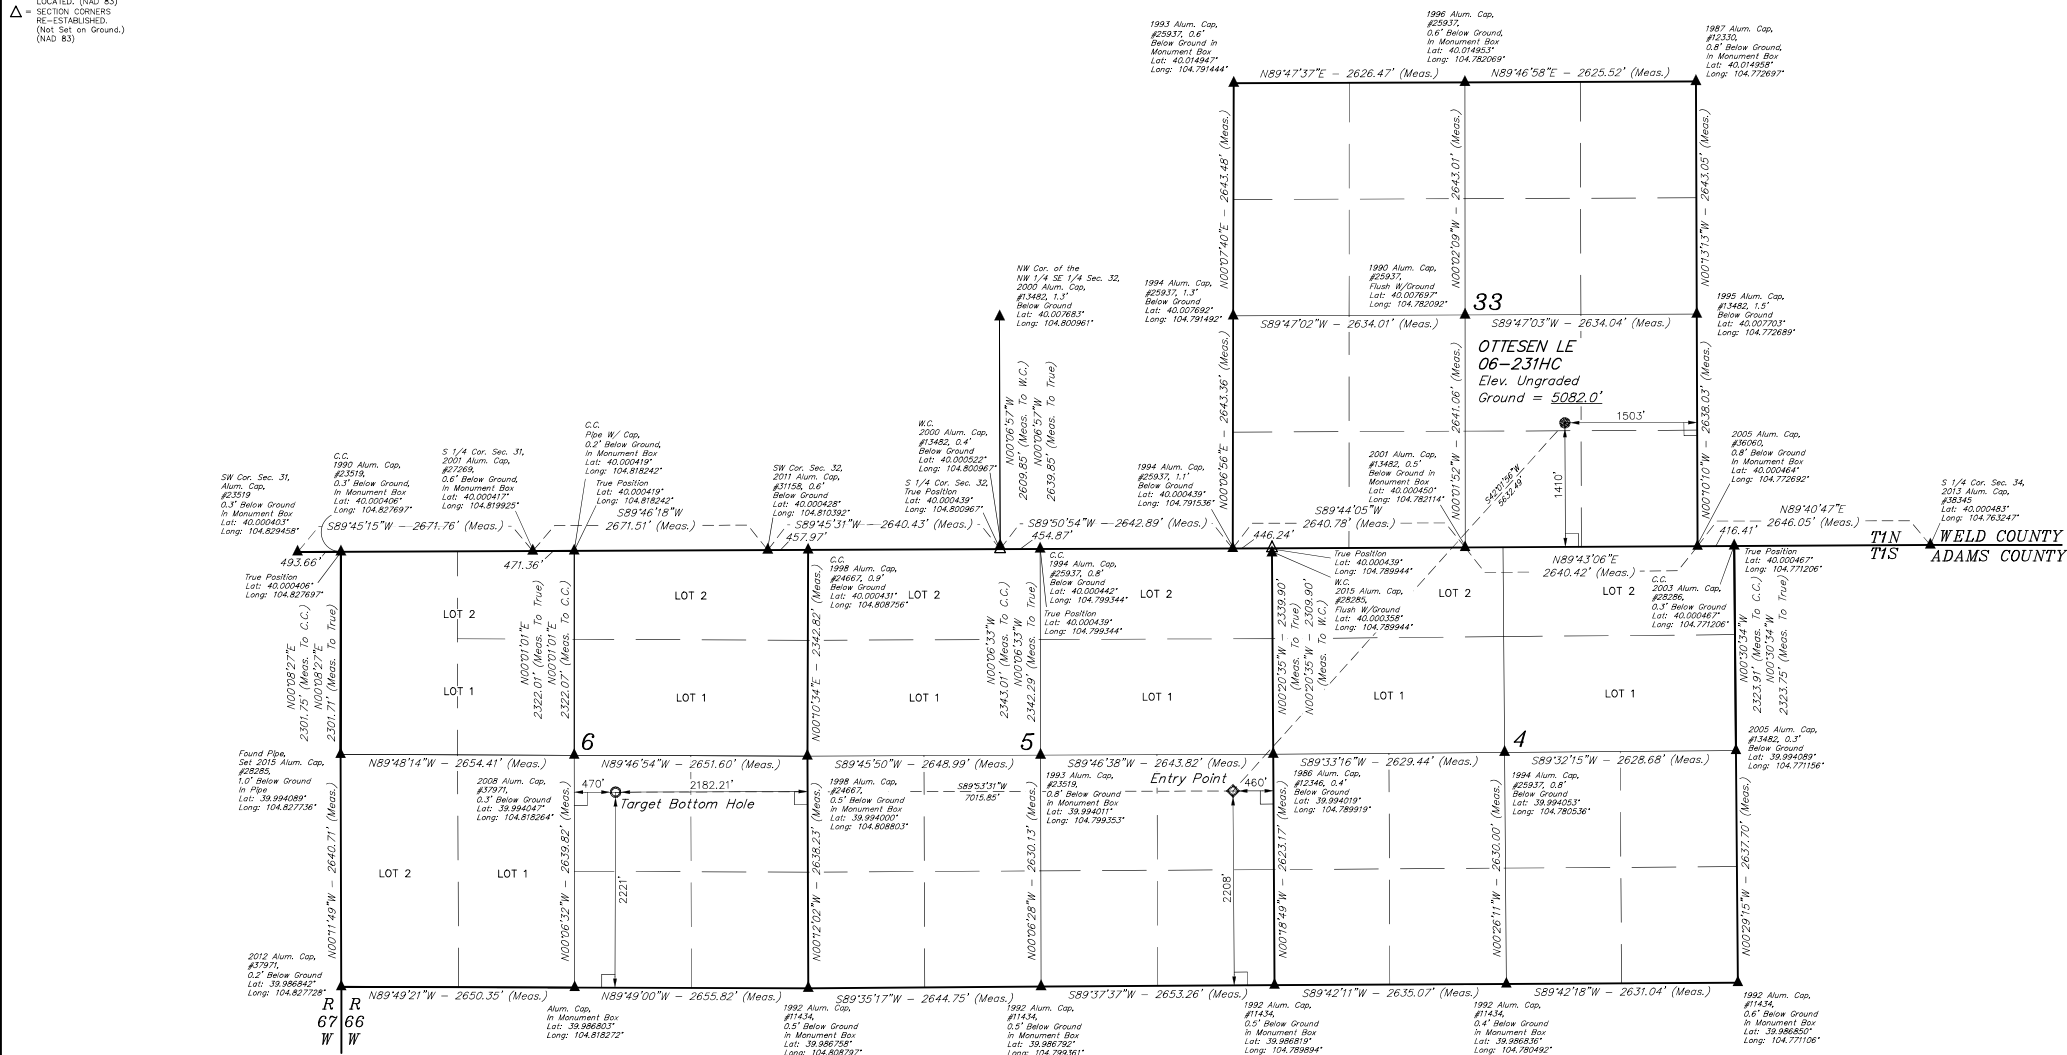 LOCATED. (NAD 83)
△ = SECTION CORNERS
RE-ESTABLISHED.
(Not Set on Ground.)
(NAD 83)
1993 Alum. Cap,
#25937, 0.6'
Below Ground in
Monument Box
Lat: 40.014947°
Long: 104.791444°
1996 Alum. Cap,
#25937,
0.6' Below Ground,
In Monument Box
Lat: 40.014953°
Long: 104.782069°
1987 Alum. Cap,
#12330,
0.8' Below Ground,
in Monument Box
Lat: 40.014958°
Long: 104.772697°
N89°47'37"E - 2626.47' (Meas.)
N89°46'58"E - 2625.52' (Meas.)
N00°07'40"E - 2643.48' (Meas.)
N00°02'09"W - 2643.01' (Meas.)
N00°13'13"W - 2643.05' (Meas.)
NW Cor. of the
NW 1/4 SE 1/4 Sec. 32,
2000 Alum. Cap,
#13482, 1.3'
Below Ground
Lat: 40.007683°
Long: 104.800961°
1994 Alum. Cap,
#25937, 1.3'
Below Ground
Lat: 40.007692°
Long: 104.791492°
1990 Alum. Cap,
#25937,
Flush W/Ground
Lat: 40.007697°
Long: 104.782092°
33
1995 Alum. Cap,
#13482, 1.5'
Below Ground
Lat: 40.007703°
Long: 104.772689°
S89°47'02"W - 2634.01' (Meas.)
S89°47'03"W - 2634.04' (Meas.)
OTTESEN LE
06-231HC
Elev. Ungraded
Ground = 5082.0'
1503'
1410'
S42°01'56"W
5632.49'
N00°06'56"E - 2643.36' (Meas.)
N00°01'52"W - 2641.06' (Meas.)
N00°10'10"W - 2638.03' (Meas.)
N00°06'57"W
2609.85' (Meas. To W.C.)
N00°06'57"W
2639.85' (Meas. To True)
SW Cor. Sec. 31,
Alum. Cap,
#23519
0.3' Below Ground
in Monument Box
Lat: 40.000403°
Long: 104.829458°
C.C.
1990 Alum. Cap,
#23519,
0.3' Below Ground,
in Monument Box
Lat: 40.000406°
Long: 104.827697°
S 1/4 Cor. Sec. 31,
2001 Alum. Cap,
#27269,
0.6' Below Ground,
in Monument Box
Lat: 40.000417°
Long: 104.819925°
C.C.
Pipe W/ Cap,
0.2' Below Ground,
In Monument Box
Lat: 40.000419°
Long: 104.818242°
True Position
Lat: 40.000419°
Long: 104.818242°
SW Cor. Sec. 32,
2011 Alum. Cap,
#31158, 0.6'
Below Ground
Lat: 40.000428°
Long: 104.810392°
W.C.
2000 Alum. Cap,
#13482, 0.4'
Below Ground
Lat: 40.000522°
Long: 104.800967°
S 1/4 Cor. Sec. 32,
True Position
Lat: 40.000439°
Long: 104.800967°
1994 Alum. Cap,
#25937, 1.1'
Below Ground
Lat: 40.000439°
Long: 104.791536°
2001 Alum. Cap,
#13482, 0.5'
Below Ground in
Monument Box
Lat: 40.000450°
Long: 104.782114°
2005 Alum. Cap,
#36060,
0.8' Below Ground
In Monument Box
Lat: 40.000464°
Long: 104.772692°
S 1/4 Cor. Sec. 34,
2013 Alum. Cap,
#38345
Lat: 40.000483°
Long: 104.763247°
S89°45'15"W - 2671.76' (Meas.)
S89°46'18"W
2671.51' (Meas.)
S89°45'31"W - 2640.43' (Meas.)
S89°50'54"W - 2642.89' (Meas.)
S89°44'05"W
2640.78' (Meas.)
N89°43'06"E
2640.42' (Meas.)
N89°40'47"E
2646.05' (Meas.)
493.66'
471.36'
457.97'
454.87'
446.24'
416.41'
T1N
T1S
WELD COUNTY
ADAMS COUNTY
True Position
Lat: 40.000406°
Long: 104.827697°
C.C.
1998 Alum. Cap,
#24667, 0.9'
Below Ground
Lat: 40.000431°
Long: 104.808756°
C.C.
1994 Alum. Cap,
#25937, 0.8'
Below Ground
Lat: 40.000442°
Long: 104.799344°
True Position
Lat: 40.000439°
Long: 104.799344°
True Position
Lat: 40.000439°
Long: 104.789944°
W.C.
2015 Alum. Cap,
#28285,
Flush W/Ground
Lat: 40.000358°
Long: 104.789944°
C.C.
2003 Alum. Cap,
#28286,
0.3' Below Ground
Lat: 40.000467°
Long: 104.771206°
True Position
Lat: 40.000467°
Long: 104.771206°
LOT 2
LOT 2
LOT 2
LOT 2
LOT 2
LOT 2
LOT 1
LOT 1
LOT 1
LOT 1
LOT 1
LOT 1
N00°08'27"E
2301.75' (Meas. To C.C.)
N00°08'27"E
2301.71' (Meas. To True)
N00°01'01"E
2322.01' (Meas. To True)
N00°01'01"E
2322.07' (Meas. To C.C.)
N00°10'34"E - 2342.82' (Meas.)
N00°06'33"W
2343.01' (Meas. To C.C.)
N00°06'33"W
2342.29' (Meas. To True)
N00°20'35"W - 2339.90'
(Meas. To True)
N00°20'35"W - 2309.90'
(Meas. To W.C.)
N00°30'34"W
2323.91' (Meas. To C.C.)
N00°30'34"W
2323.75' (Meas. To True)
6
5
4
Found Pipe,
Set 2015 Alum. Cap,
#28285,
1.0' Below Ground
In Pipe
Lat: 39.994089°
Long: 104.827736°
N89°48'14"W - 2654.41' (Meas.)
N89°46'54"W - 2651.60' (Meas.)
S89°45'50"W - 2648.99' (Meas.)
S89°46'38"W - 2643.82' (Meas.)
S89°33'16"W - 2629.44' (Meas.)
S89°32'15"W - 2628.68' (Meas.)
2005 Alum. Cap,
#13482, 0.3'
Below Ground
Lat: 39.994089°
Long: 104.771156°
2008 Alum. Cap,
#37971,
0.3' Below Ground
Lat: 39.994047°
Long: 104.818264°
470'
2182.21'
Target Bottom Hole
1998 Alum. Cap,
#24667,
0.5' Below Ground
in Monument Box
Lat: 39.994000°
Long: 104.808803°
S89°53'31"W
7015.85'
1993 Alum. Cap,
#23519,
0.8' Below Ground
in Monument Box
Lat: 39.994011°
Long: 104.799353°
Entry Point
460'
1986 Alum. Cap,
#12346, 0.4'
Below Ground
Lat: 39.994019°
Long: 104.789919°
1994 Alum. Cap,
#25937, 0.8'
Below Ground
Lat: 39.994053°
Long: 104.780536°
LOT 2
LOT 1
2221'
2208'
N00°11'49"W - 2640.71' (Meas.)
N00°06'32"W - 2639.82' (Meas.)
N00°12'02"W - 2638.23' (Meas.)
N00°06'28"W - 2630.13' (Meas.)
N00°18'49"W - 2623.17' (Meas.)
N00°26'11"W - 2630.00' (Meas.)
N00°29'15"W - 2637.70' (Meas.)
2012 Alum. Cap,
#37971,
0.2' Below Ground
Lat: 39.986842°
Long: 104.827728°
N89°49'21"W - 2650.35' (Meas.)
N89°49'00"W - 2655.82' (Meas.)
S89°35'17"W - 2644.75' (Meas.)
S89°37'37"W - 2653.26' (Meas.)
S89°42'11"W - 2635.07' (Meas.)
S89°42'18"W - 2631.04' (Meas.)
R R
67 66
W W
Alum. Cap,
In Monument Box
Lat: 39.986803°
Long: 104.818272°
1992 Alum. Cap,
#11434,
0.5' Below Ground
in Monument Box
Lat: 39.986758°
Long: 104.808797°
1992 Alum. Cap,
#11434,
0.5' Below Ground
in Monument Box
Lat: 39.986792°
Long: 104.799361°
1992 Alum. Cap,
#11434,
0.5' Below Ground
in Monument Box
Lat: 39.986819°
Long: 104.789894°
1992 Alum. Cap,
#11434,
0.4' Below Ground
in Monument Box
Lat: 39.986836°
Long: 104.780492°
1992 Alum. Cap,
#11434,
0.6' Below Ground
In Monument Box
Lat: 39.986850°
Long: 104.771106°